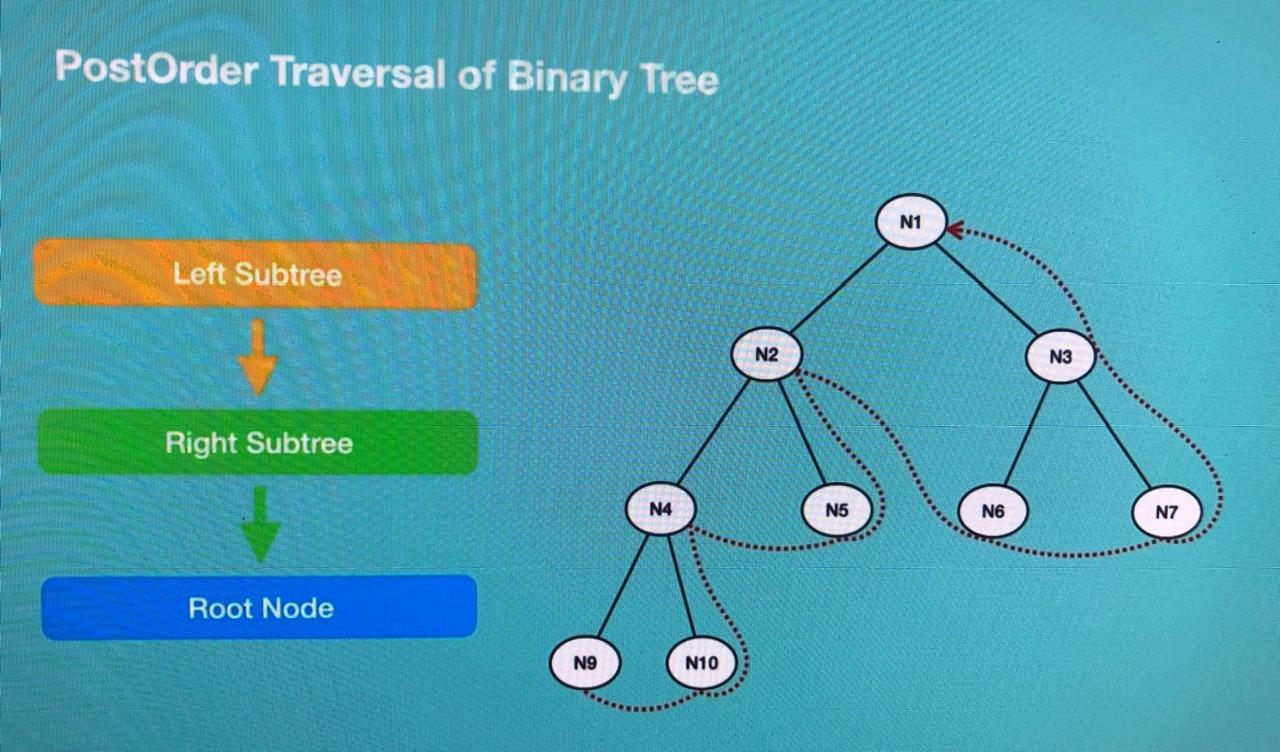 PostOrder Traversal of Binary Tree
Left Subtree
Right Subtree
Root Node
N1
N2
N3
N4
N5
N6
N7
N9
N10